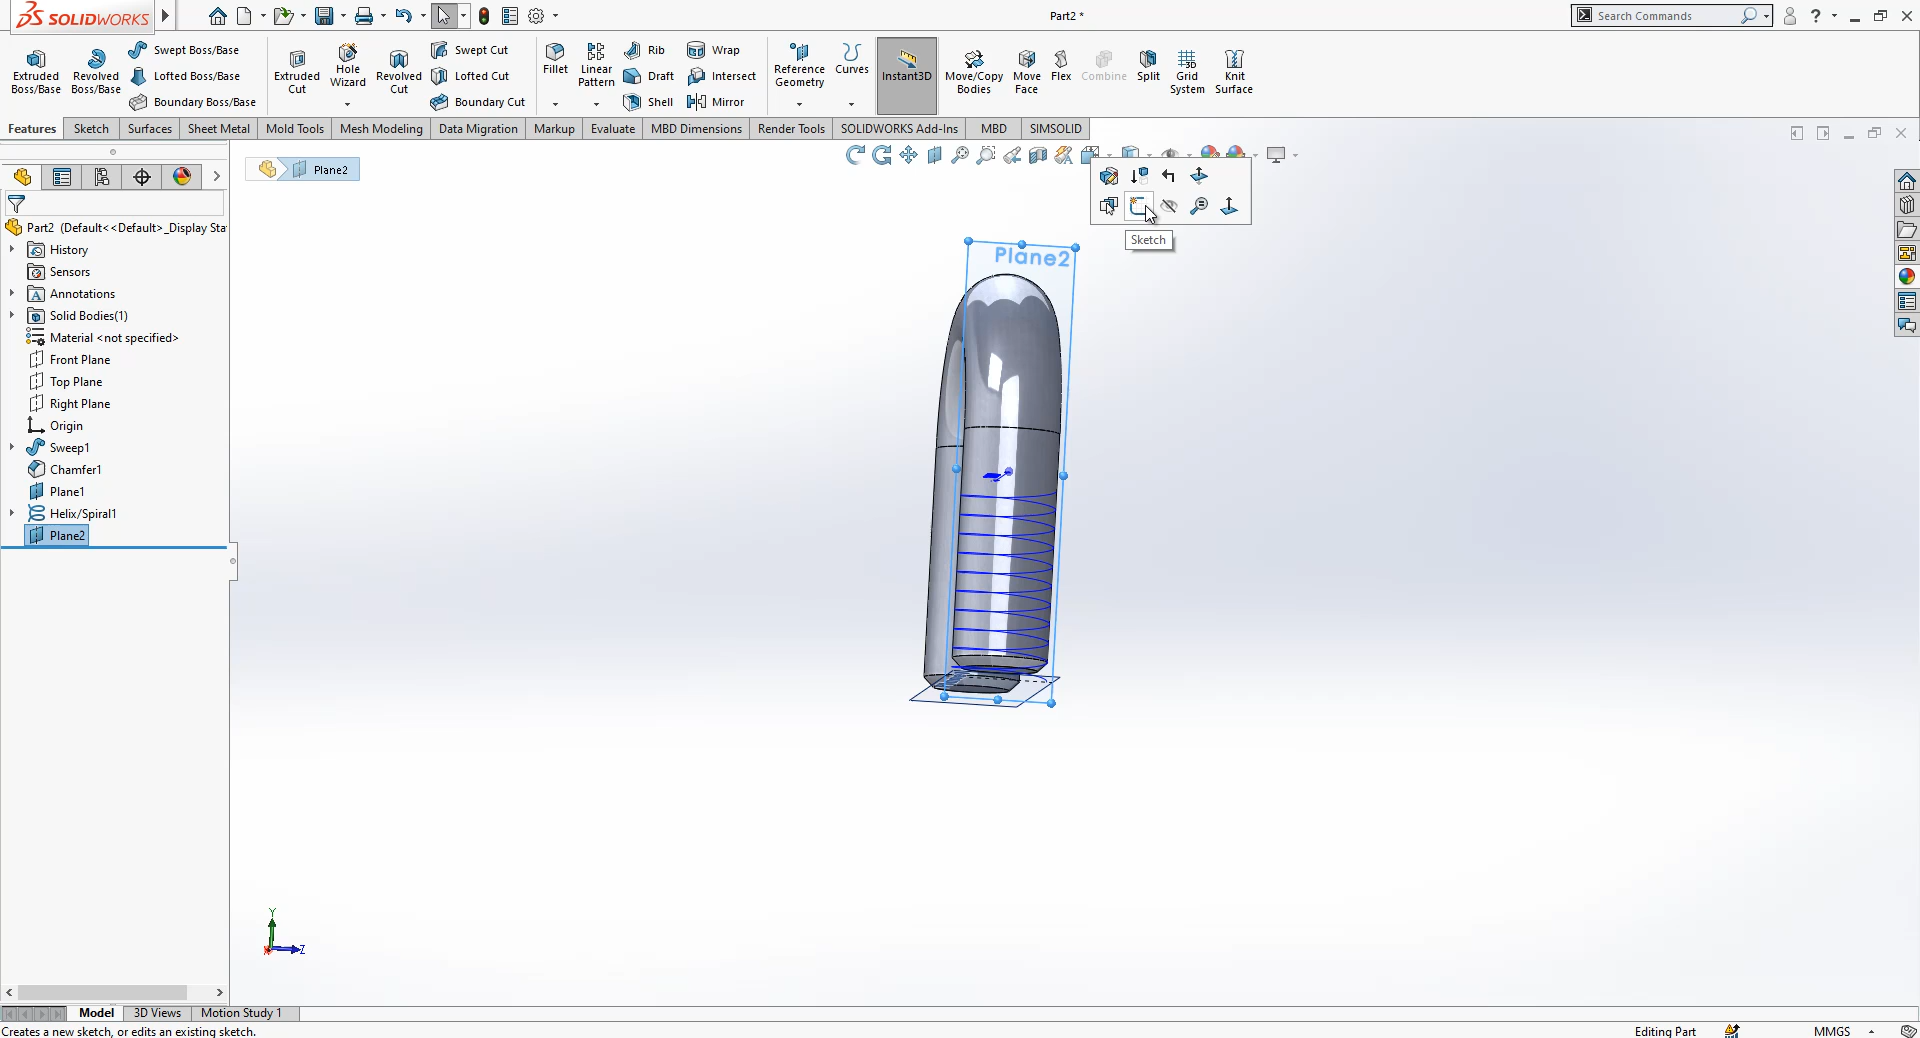 SOLIDWORKS
Part2 *
Search Commands
Extruded Boss/Base
Revolved Boss/Base
Swept Boss/Base
Lofted Boss/Base
Boundary Boss/Base
Extruded Cut
Hole Wizard
Revolved Cut
Swept Cut
Lofted Cut
Boundary Cut
Fillet
Linear Pattern
Rib
Draft
Shell
Wrap
Intersect
Mirror
Reference Geometry
Curves
Instant3D
Move/Copy Bodies
Move Face
Flex
Combine
Split
Grid System
Knit Surface
Features
Sketch
Surfaces
Sheet Metal
Mold Tools
Mesh Modeling
Data Migration
Markup
Evaluate
MBD Dimensions
Render Tools
SOLIDWORKS Add-Ins
MBD
SIMSOLID
Plane2
Sketch
Plane2
Part2 (Default<<Default>_Display Sta
History
Sensors
Annotations
Solid Bodies(1)
Material <not specified>
Front Plane
Top Plane
Right Plane
Origin
Sweep1
Chamfer1
Plane1
Helix/Spiral1
Plane2
Y
Z
Model
3D Views
Motion Study 1
Creates a new sketch, or edits an existing sketch.
Editing Part
MMGS